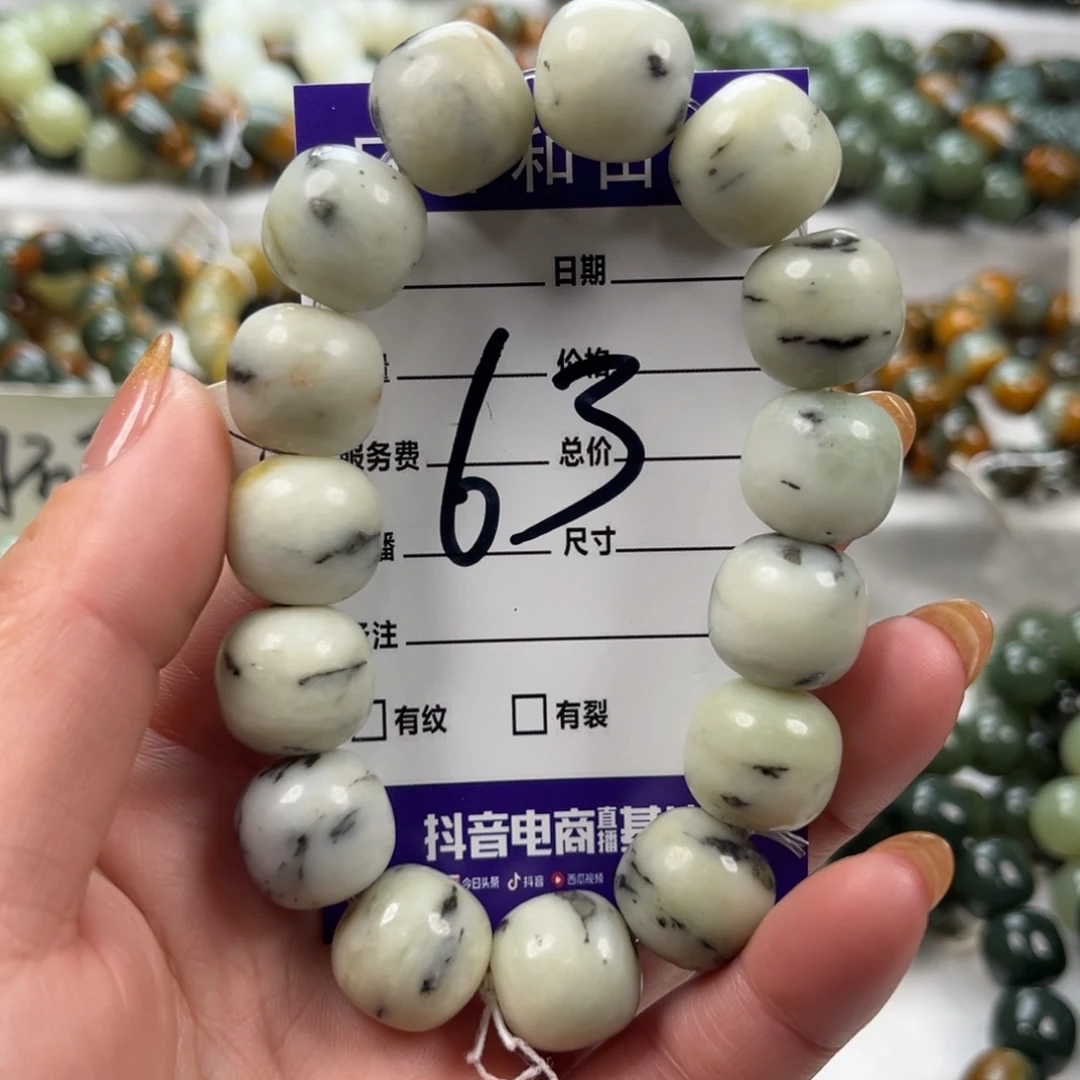 和田
日期
量 价格
63
服务费 总价
播 尺寸
注
有纹 有裂
抖音电商直播基
今日头条 抖音 西瓜视频